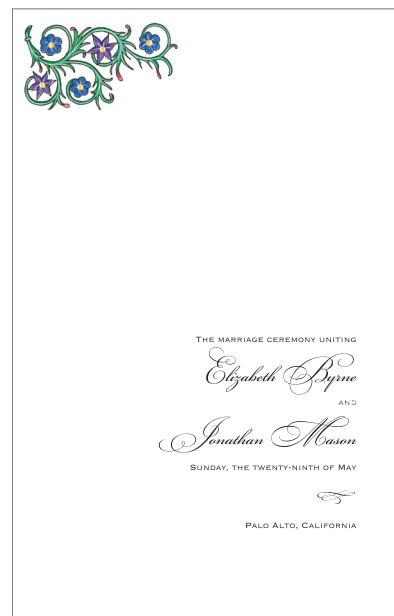 The marriage ceremony uniting
Elizabeth Byrne
and
Jonathan Mason
Sunday, the twenty-ninth of May
Palo Alto, California